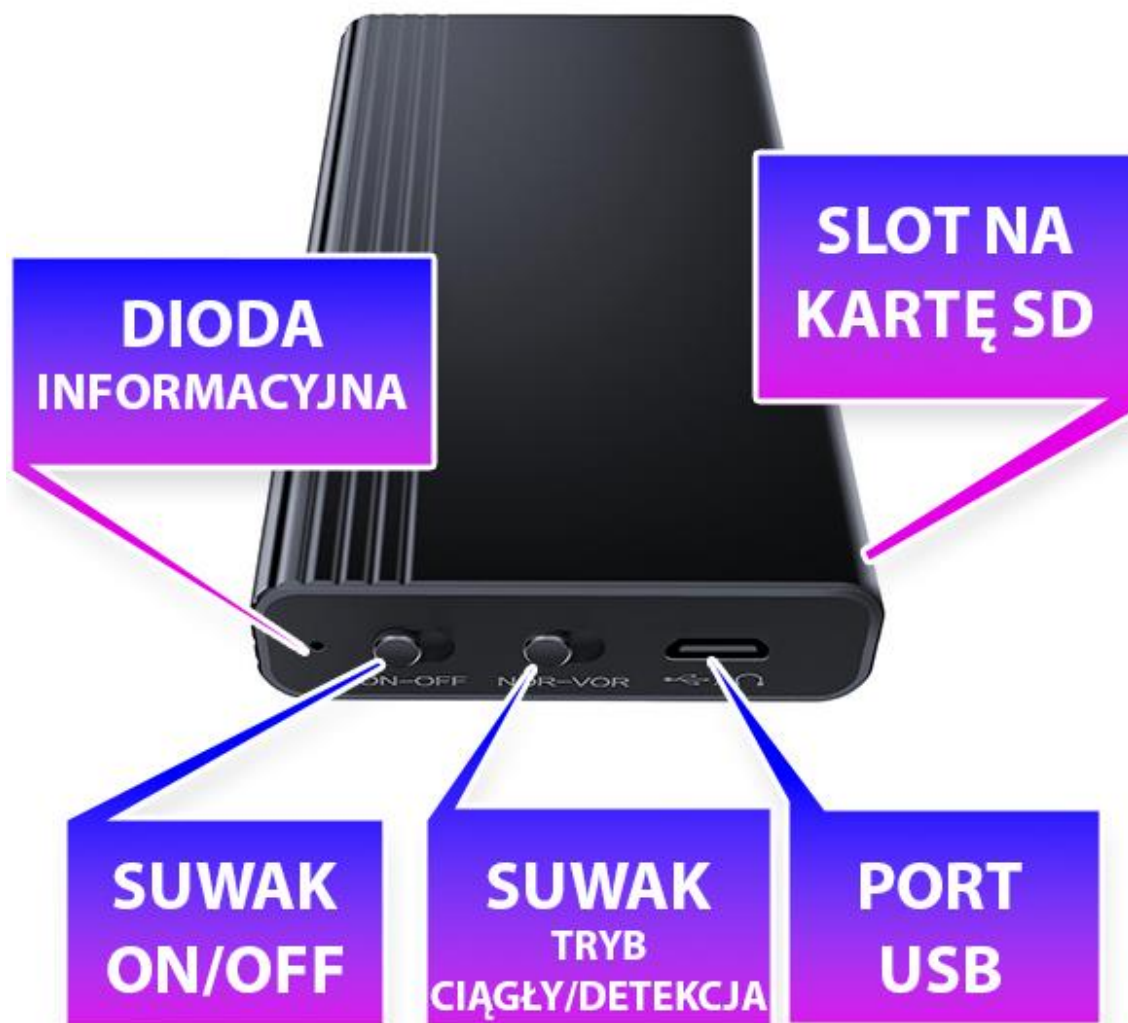 SLOT NA
KARTĘ SD
DIODA
INFORMACYJNA
ON-OFF
NOR-VOR
SUWAK
ON/OFF
SUWAK
TRYB
CIĄGŁY/DETEKCJA
PORT
USB